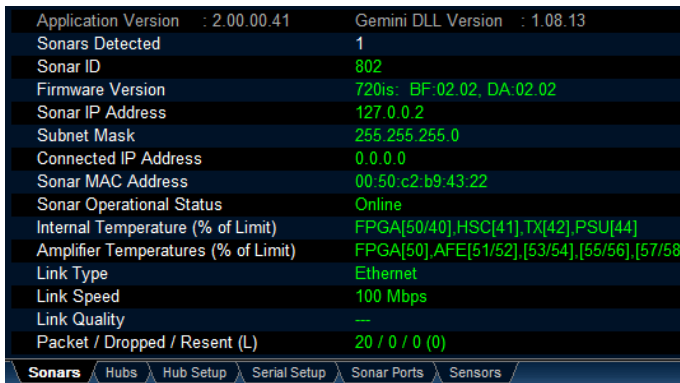 Application Version : 2.00.00.41 Gemini DLL Version : 1.08.13
Sonars Detected 1
Sonar ID 802
Firmware Version 720is: BF:02.02, DA:02.02
Sonar IP Address 127.0.0.2
Subnet Mask 255.255.255.0
Connected IP Address 0.0.0.0
Sonar MAC Address 00:50:c2:b9:43:22
Sonar Operational Status Online
Internal Temperature (% of Limit) FPGA[50/40],HSC[41],TX[42],PSU[44]
Amplifier Temperatures (% of Limit) FPGA[50],AFE[51/52],[53/54],[55/56],[57/58
Link Type Ethernet
Link Speed 100 Mbps
Link Quality ---
Packet / Dropped / Resent (L) 20 / 0 / 0 (0)
Sonars Hubs Hub Setup Serial Setup Sonar Ports Sensors